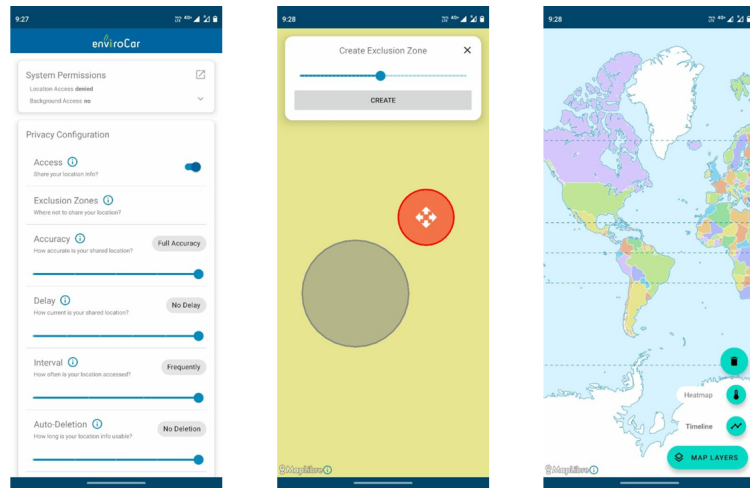 9:27
enviroCar
System Permissions
Location Access denied
Background Access no
Privacy Configuration
Access
Share your location info?
Exclusion Zones
Where not to share your location?
Accuracy
How accurate is your shared location?
Full Accuracy
Delay
How current is your shared location?
No Delay
Interval
How often is your location accessed?
Frequently
Auto-Deletion
How long is your location info usable?
No Deletion
9:28
Create Exclusion Zone
CREATE
MapLibre
9:28
Heatmap
Timeline
MAP LAYERS
MapLibre